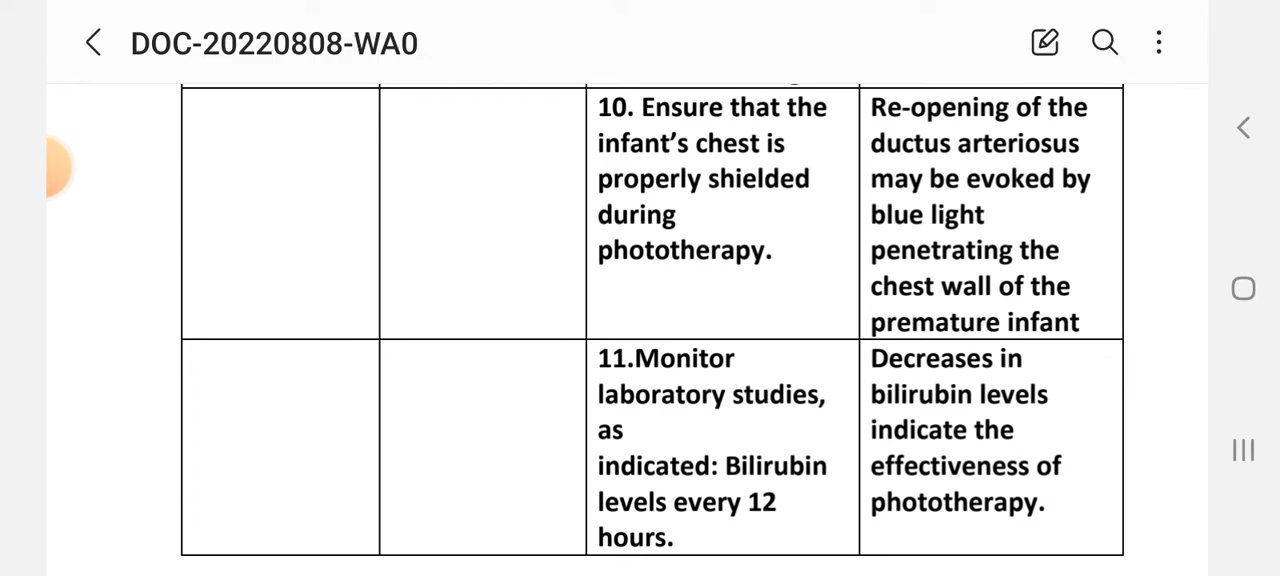 DOC-20220808-WA0
10. Ensure that the
infant’s chest is
properly shielded
during
phototherapy.
Re-opening of the
ductus arteriosus
may be evoked by
blue light
penetrating the
chest wall of the
premature infant
11.Monitor
laboratory studies,
as
indicated: Bilirubin
levels every 12
hours.
Decreases in
bilirubin levels
indicate the
effectiveness of
phototherapy.